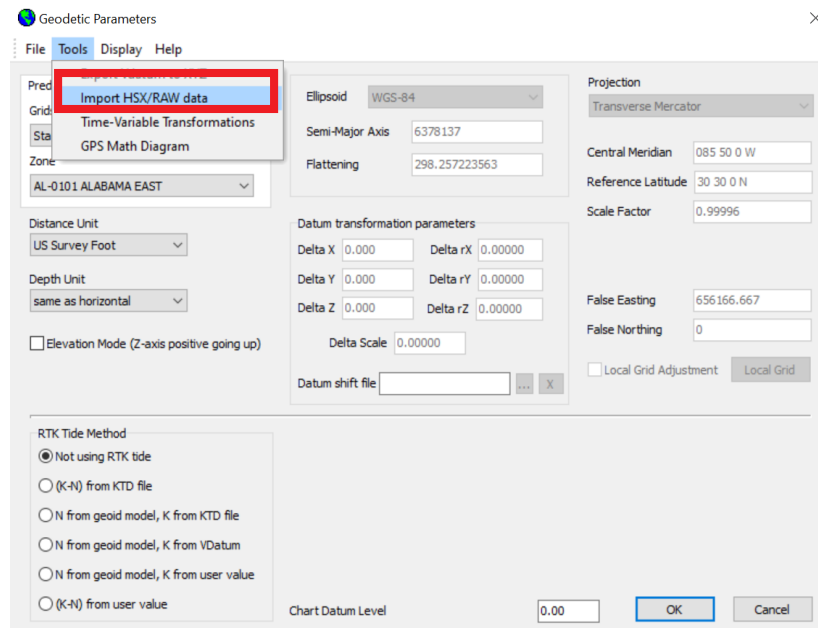 Geodetic Parameters
File Tools Display Help
Import HSX/RAW data
Time-Variable Transformations
GPS Math Diagram
Pred
Grid
Sta
Zone
AL-0101 ALABAMA EAST
Distance Unit
US Survey Foot
Depth Unit
same as horizontal
Elevation Mode (Z-axis positive going up)
Ellipsoid WGS-84
Semi-Major Axis 6378137
Flattening 298.257223563
Datum transformation parameters
Delta X 0.000 Delta rX 0.00000
Delta Y 0.000 Delta rY 0.00000
Delta Z 0.000 Delta rZ 0.00000
Delta Scale 0.00000
Datum shift file ... X
Projection
Transverse Mercator
Central Meridian 085 50 0 W
Reference Latitude 30 30 0 N
Scale Factor 0.99996
False Easting 656166.667
False Northing 0
Local Grid Adjustment Local Grid
RTK Tide Method
Not using RTK tide
(K-N) from KTD file
N from geoid model, K from KTD file
N from geoid model, K from VDatum
N from geoid model, K from user value
(K-N) from user value
Chart Datum Level 0.00 OK Cancel